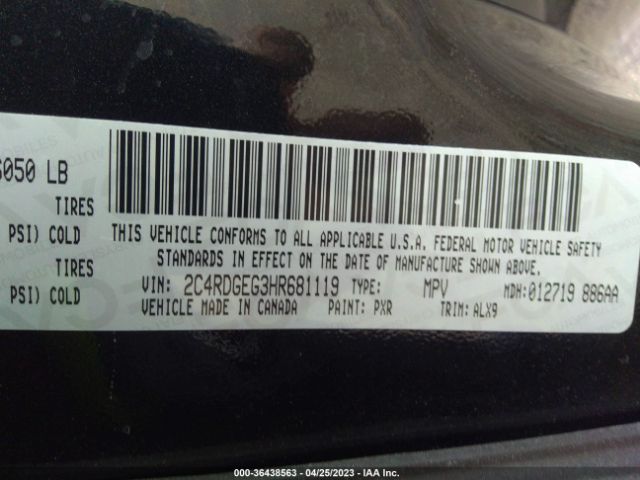 6050 LB
TIRES
PSI) COLD
TIRES
PSI) COLD
THIS VEHICLE CONFORMS TO ALL APPLICABLE U.S.A. FEDERAL MOTOR VEHICLE SAFETY
STANDARDS IN EFFECT ON THE DATE OF MANUFACTURE SHOWN ABOVE.
VIN: 2C4RDGEG3HR681119 TYPE: MPV MDH:012719 886AA
VEHICLE MADE IN CANADA PAINT: PXR TRIM: ALX9
000-36438563 - 04/25/2023 - IAA Inc.